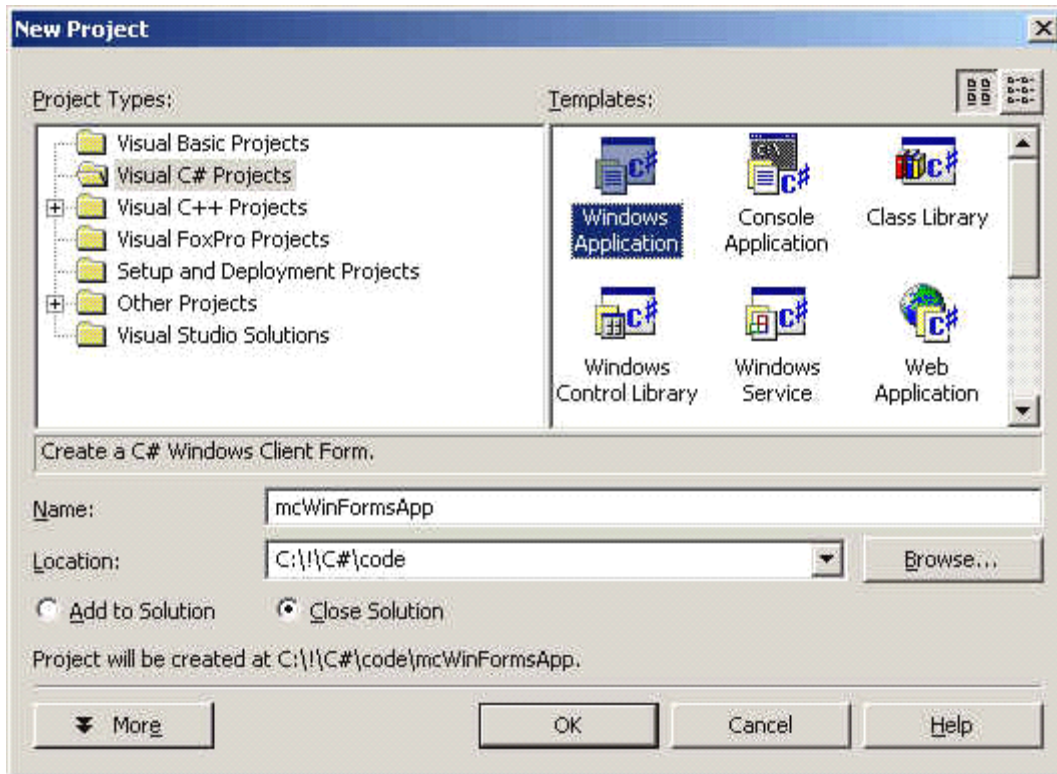 New Project
Project Types:
Templates:
Visual Basic Projects
Visual C# Projects
Visual C++ Projects
Visual FoxPro Projects
Setup and Deployment Projects
Other Projects
Visual Studio Solutions
Windows
Application
Console
Application
Class Library
Windows
Control Library
Windows
Service
Web
Application
Create a C# Windows Client Form.
Name:
mcWinFormsApp
Location:
C:\!\C#\code
Browse...
Add to Solution
Close Solution
Project will be created at C:\!\C#\code\mcWinFormsApp.
More
OK
Cancel
Help